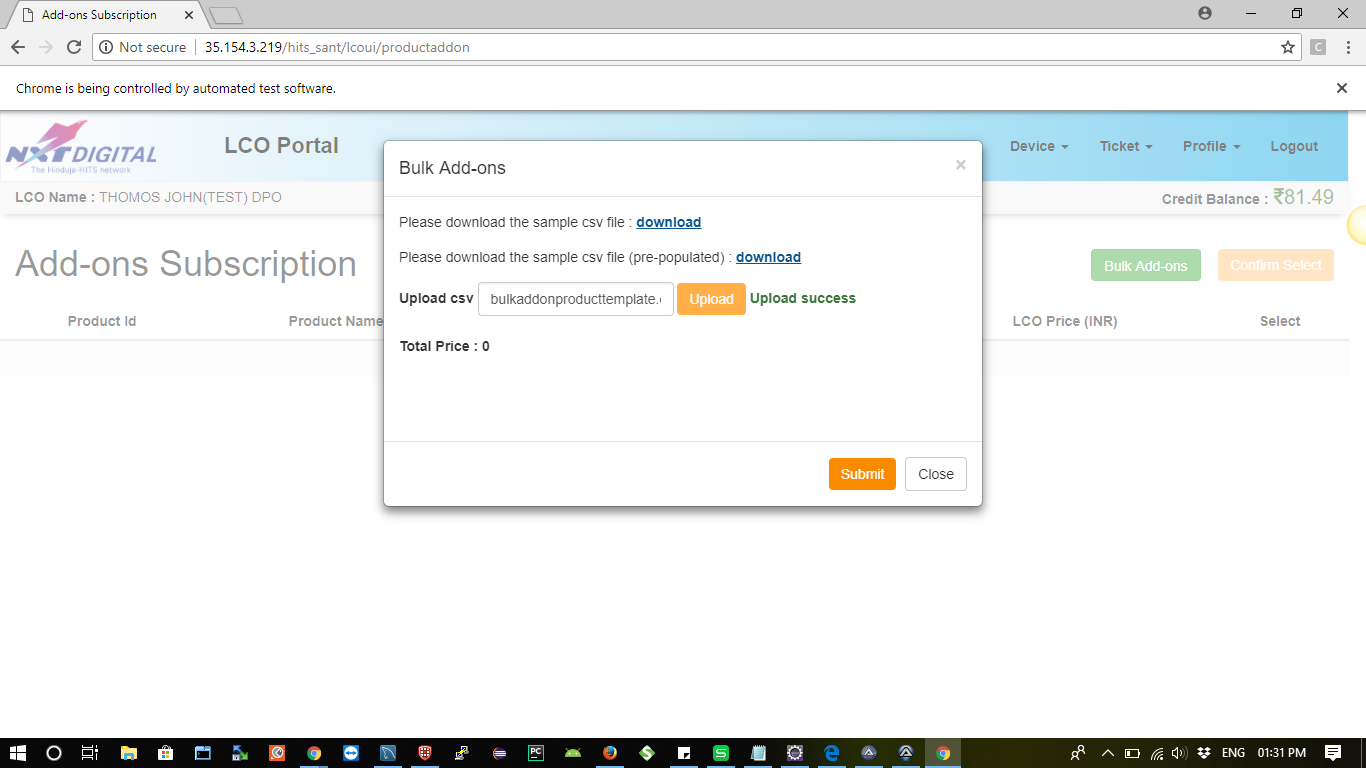 Add-ons Subscription
Not secure 35.154.3.219/hits_sant/lcoui/productaddon
C
Chrome is being controlled by automated test software.
NXTDIGITAL
The Hinduja-HITS network
LCO Portal
Device
Ticket
Profile
Logout
LCO Name : THOMOS JOHN(TEST) DPO
Credit Balance : ₹81.49
Add-ons Subscription
Bulk Add-ons
Confirm Select
Product Id
Product Name
LCO Price (INR)
Select
Bulk Add-ons
×
Please download the sample csv file : download
Please download the sample csv file (pre-populated) : download
Upload csv bulkaddonproducttemplate. Upload Upload success
Total Price : 0
Submit
Close
PC
S
ENG
01:31 PM